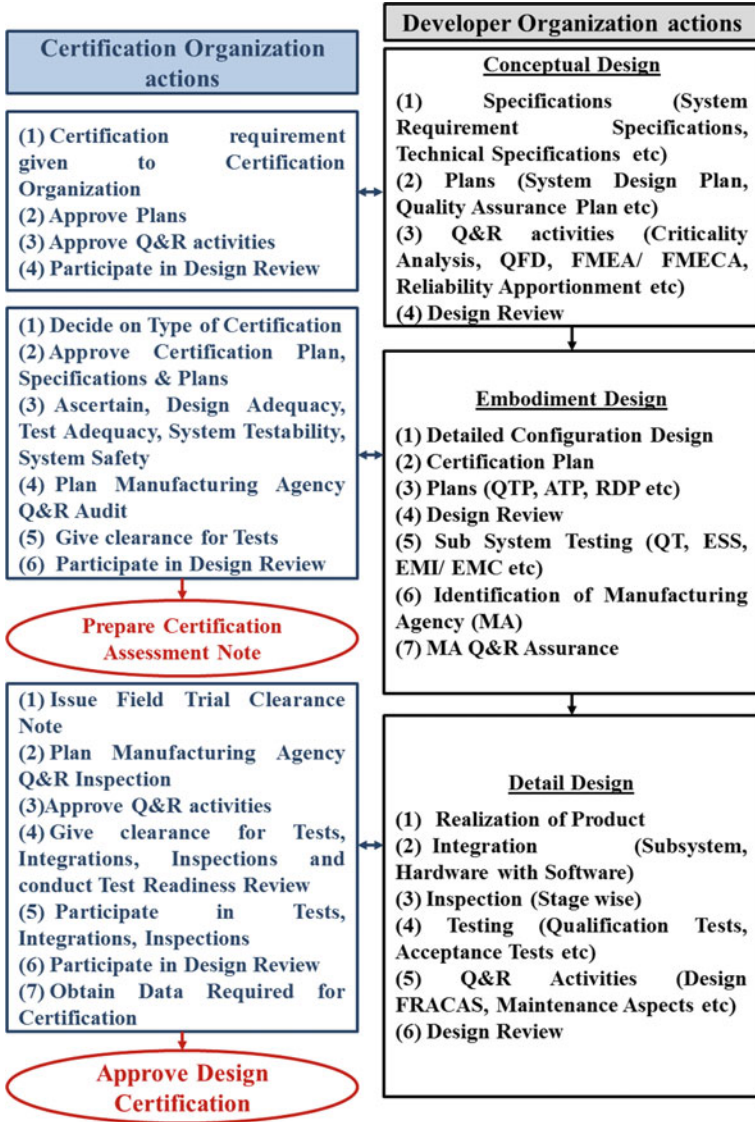 Certification Organization
actions
(1) Certification requirement
given to Certification
Organization
(2) Approve Plans
(3) Approve Q&R activities
(4) Participate in Design Review
(1) Decide on Type of Certification
(2) Approve Certification Plan,
Specifications & Plans
(3) Ascertain, Design Adequacy,
Test Adequacy, System Testability,
System Safety
(4) Plan Manufacturing Agency
Q&R Audit
(5) Give clearance for Tests
(6) Participate in Design Review
Prepare Certification
Assessment Note
(1) Issue Field Trial Clearance
Note
(2) Plan Manufacturing Agency
Q&R Inspection
(3)Approve Q&R activities
(4) Give clearance for Tests,
Integrations, Inspections and
conduct Test Readiness Review
(5) Participate in Tests,
Integrations, Inspections
(6) Participate in Design Review
(7) Obtain Data Required for
Certification
Approve Design
Certification
Developer Organization actions
Conceptual Design
(1) Specifications (System
Requirement Specifications,
Technical Specifications etc)
(2) Plans (System Design Plan,
Quality Assurance Plan etc)
(3) Q&R activities (Criticality
Analysis, QFD, FMEA/ FMECA,
Reliability Apportionment etc)
(4) Design Review
Embodiment Design
(1) Detailed Configuration Design
(2) Certification Plan
(3) Plans (QTP, ATP, RDP etc)
(4) Design Review
(5) Sub System Testing (QT, ESS,
EMI/ EMC etc)
(6) Identification of Manufacturing
Agency (MA)
(7) MA Q&R Assurance
Detail Design
(1) Realization of Product
(2) Integration (Subsystem,
Hardware with Software)
(3) Inspection (Stage wise)
(4) Testing (Qualification Tests,
Acceptance Tests etc)
(5) Q&R Activities (Design
FRACAS, Maintenance Aspects etc)
(6) Design Review